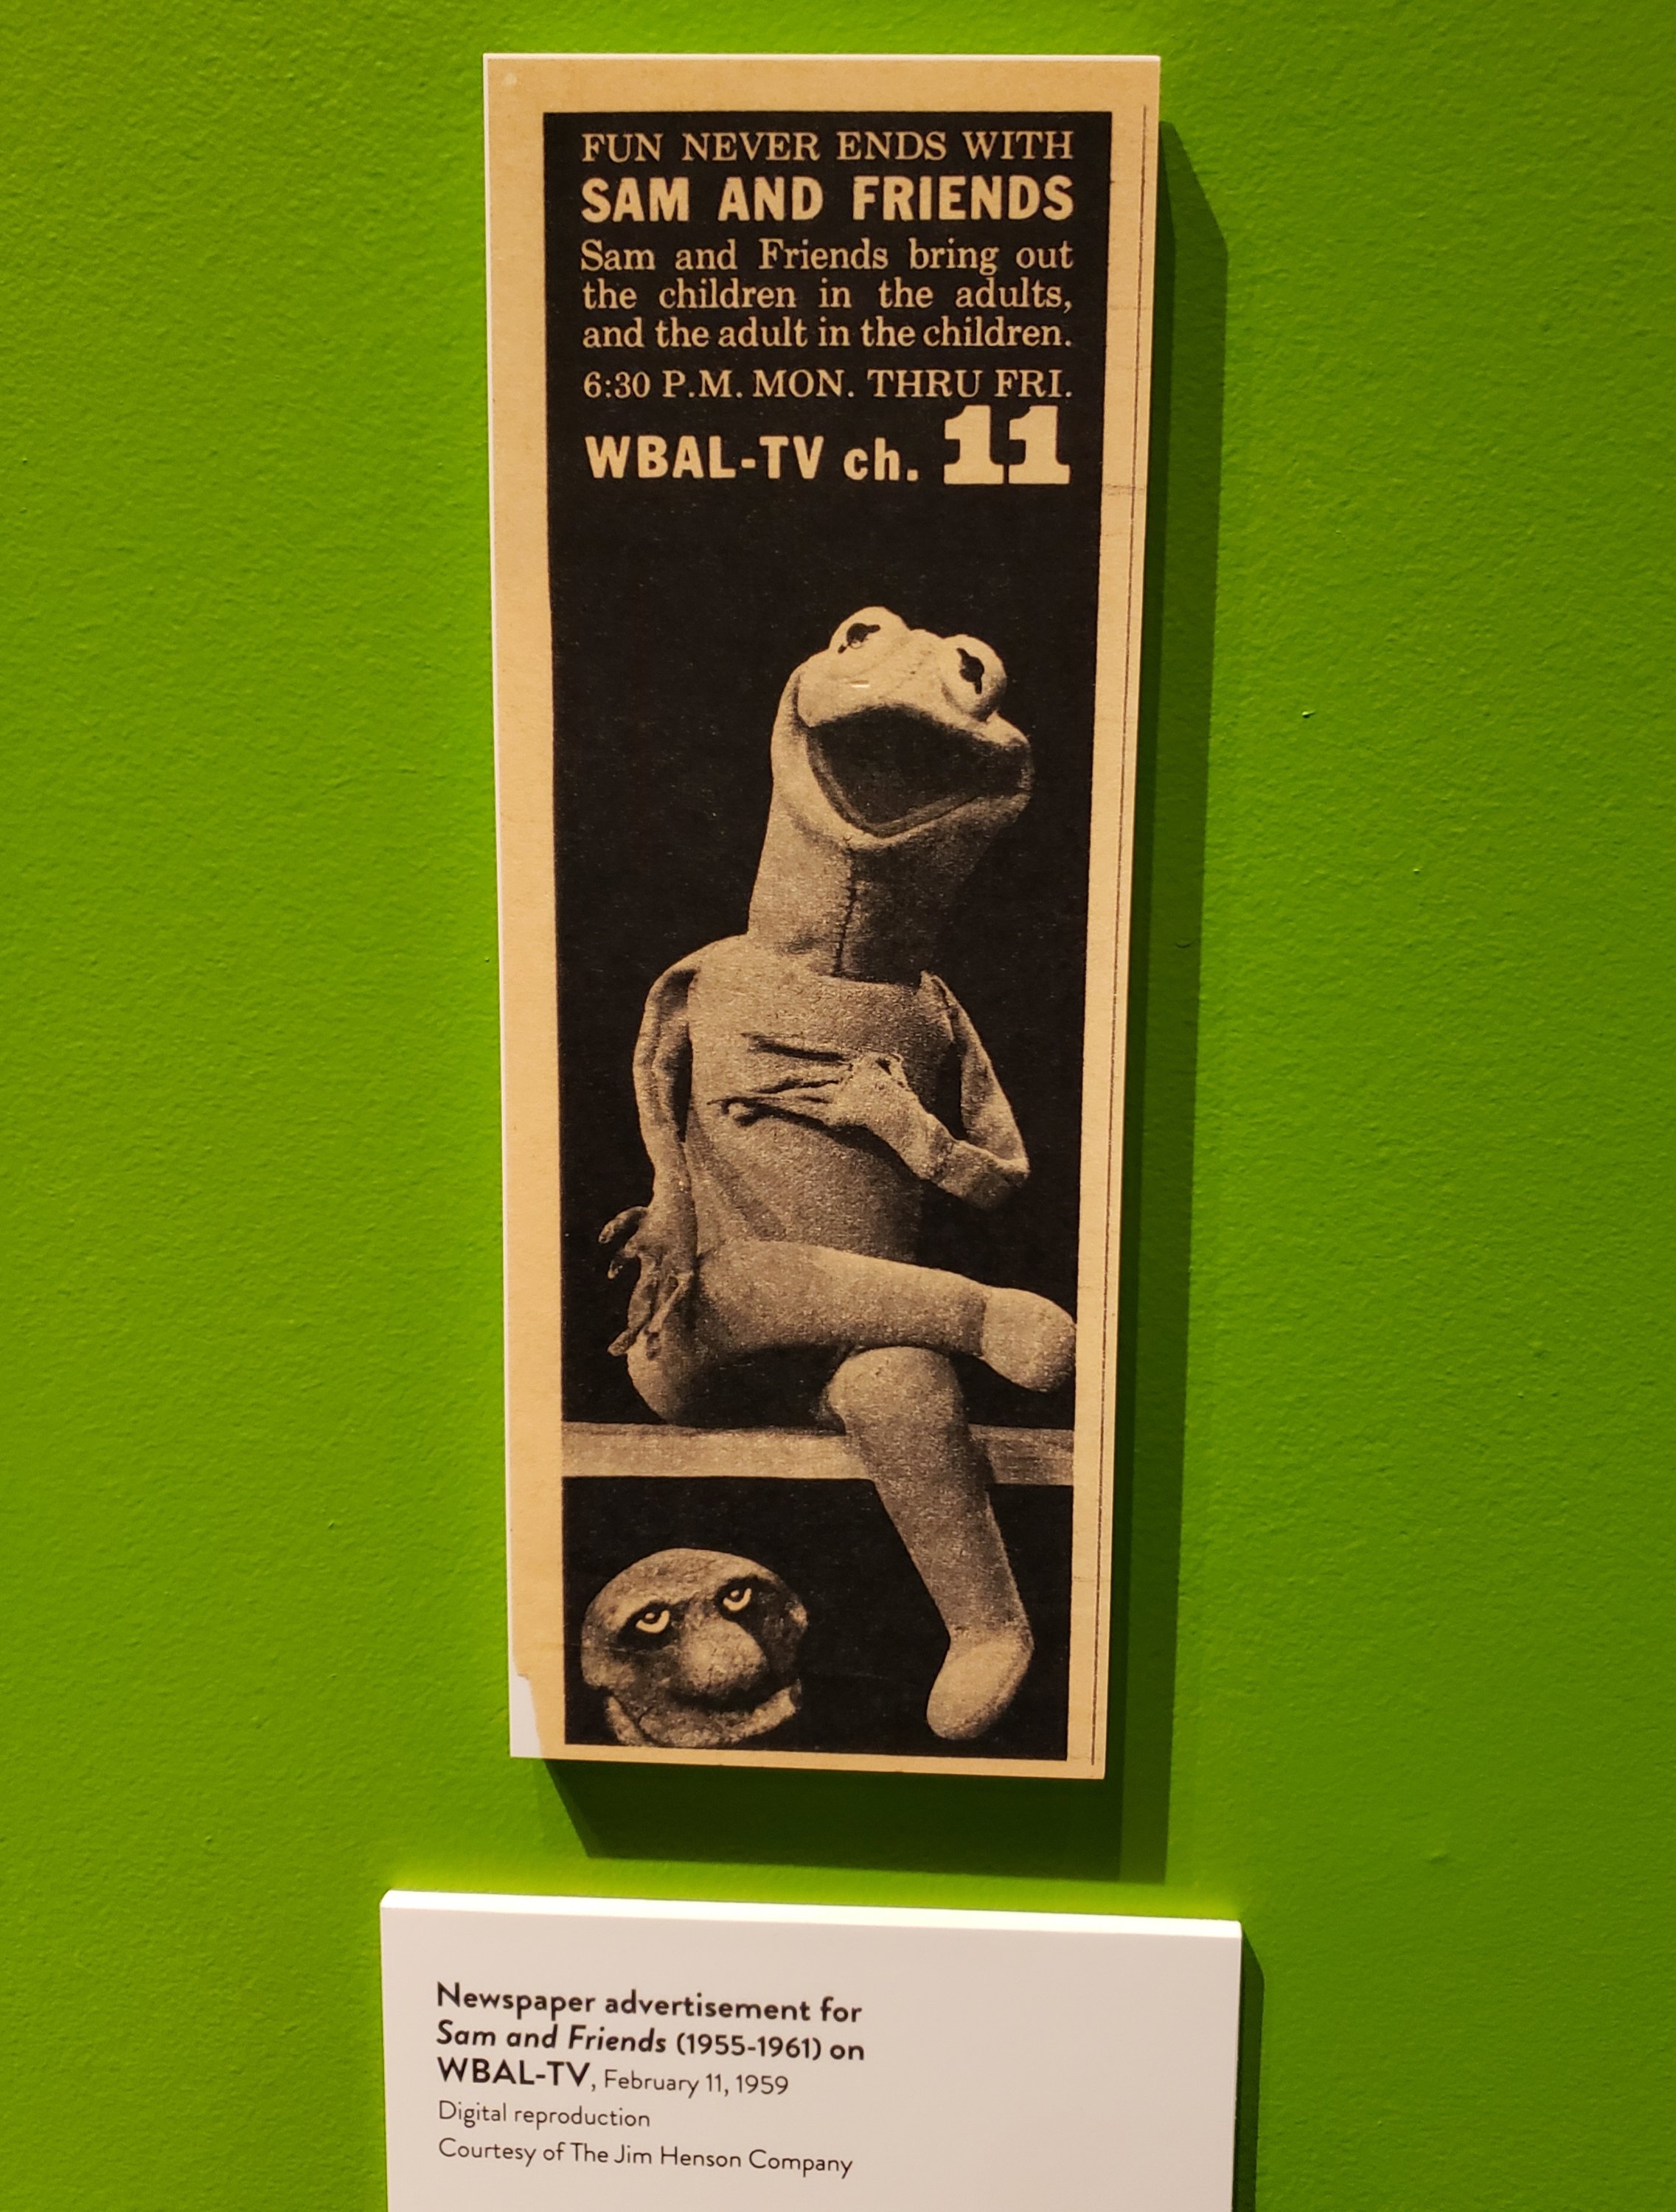 FUN NEVER ENDS WITH
SAM AND FRIENDS
Sam and Friends bring out
the children in the adults,
and the adult in the children.
6:30 P.M. MON. THRU FRI.
WBAL-TV ch. 11
Newspaper advertisement for
Sam and Friends (1955-1961) on
WBAL-TV, February 11, 1959
Digital reproduction
Courtesy of The Jim Henson Company